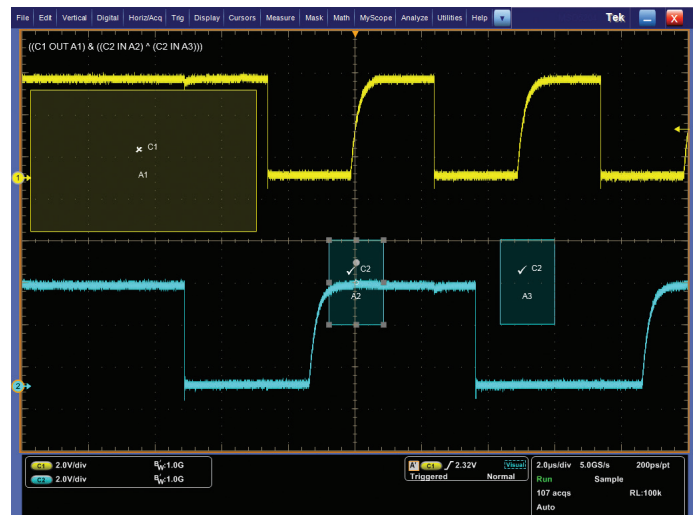 File Edit Vertical Digital Horiz/Acq Trig Display Cursors Measure Mask Math MyScope Analyze Utilities Help Tek X
((C1 OUT A1) & ((C2 IN A2) ^ (C2 IN A3)))
C1
A1
1
C2
A2
C2
A3
2
C1 2.0V/div BW:1.0G
C2 2.0V/div BW:1.0G
A' C1 2.32V Visual
Triggered Normal
2.0µs/div 5.0GS/s 200ps/pt
Run Sample
107 acqs RL:100k
Auto